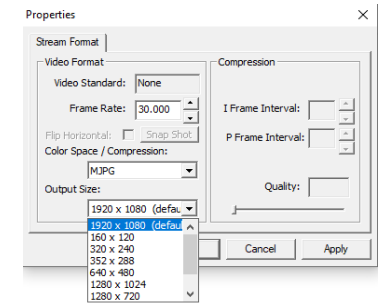 Properties
Stream Format
Video Format
Video Standard: None
Frame Rate: 30.000
Flip Horizontal: Snap Shot
Color Space / Compression:
MJPG
Output Size:
1920 x 1080 (defau
1920 x 1080 (defau
160 x 120
320 x 240
352 x 288
640 x 480
1280 x 1024
1280 x 720
Compression
I Frame Interval:
P Frame Interval:
Quality:
Cancel Apply